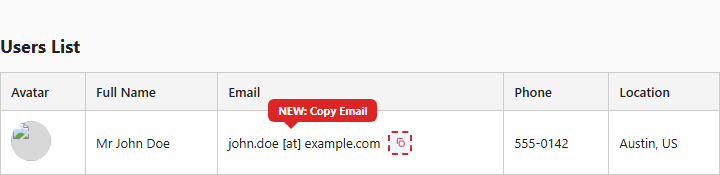 Users List
Avatar Full Name Email Phone Location
NEW: Copy Email
Mr John Doe john.doe [at] example.com 555-0142 Austin, US